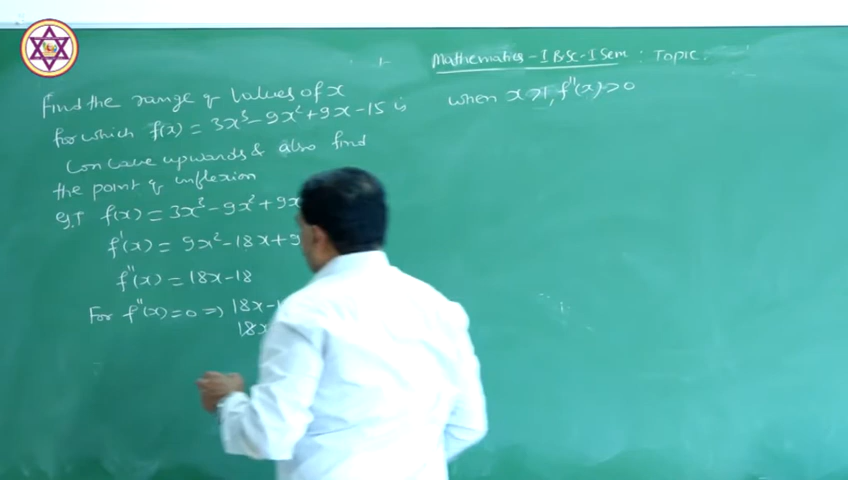 Mathematics - I B.Sc - I Sem : Topic :
Find the range of values of x
for which f(x) = 3x³ - 9x² + 9x - 15 is
Concave upwards & also find
the point of inflexion
G.T f(x) = 3x³ - 9x² + 9x
f'(x) = 9x² - 18x + 9
f''(x) = 18x - 18
For f''(x) = 0 ⇒ 18x - 1
18x
when x > 1, f''(x) > 0